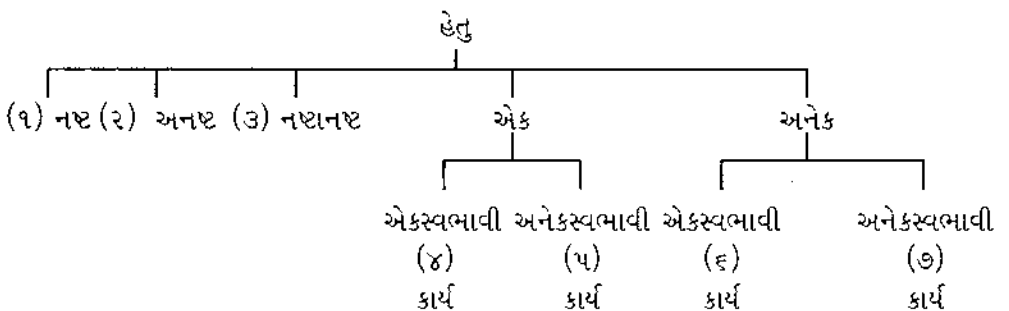 હેતુ
(૧) નષ્ટ (૨) અનષ્ટ (૩) નષ્ટાનષ્ટ એક અનેક
એકસ્વભાવી અનેકસ્વભાવી એકસ્વભાવી અનેકસ્વભાવી
(૪) (૫) (૬) (૭)
કાર્ય કાર્ય કાર્ય કાર્ય